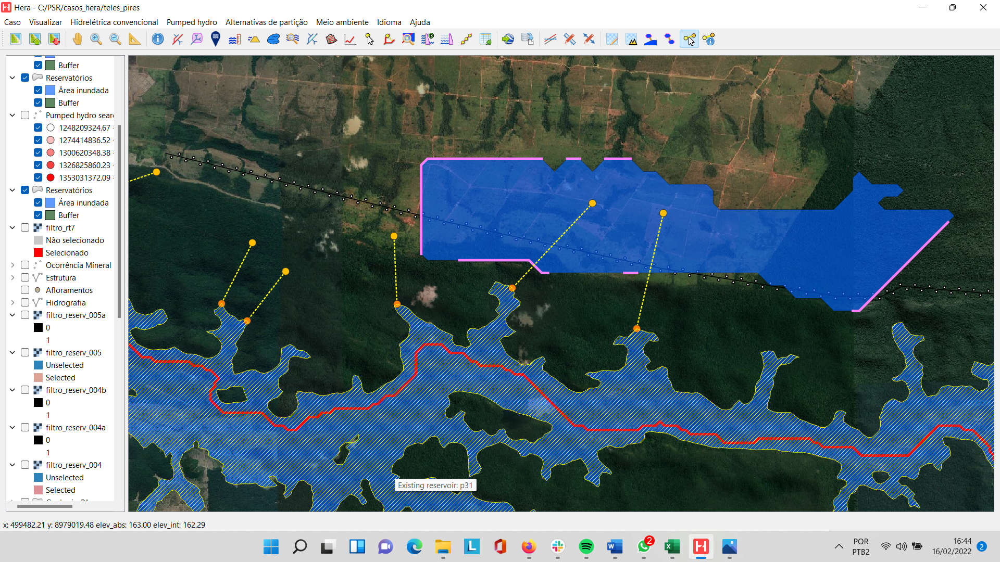 Hera - C:/PSR/casos_hera/teles_pires
Caso Visualizar Hidrelétrica convencional Pumped hydro Alternativas de partição Meio ambiente Idioma Ajuda
Buffer
Reservatórios
Área inundada
Buffer
Pumped hydro sear
1248209324.67 -
1274414836.52 -
1300620348.38 -
1326825860.23 -
1353031372.09 -
Reservatórios
Área inundada
Buffer
filtro_rt7
Não selecionado
Selecionado
Ocorrência Mineral
Estrutura
Afloramentos
Hidrografia
filtro_reserv_005a
0
1
filtro_reserv_005
Unselected
Selected
filtro_reserv_004b
0
1
filtro_reserv_004a
0
1
filtro_reserv_004
Unselected
Selected
Existing reservoir: p31
x: 499482.21 y: 8979019.48 elev_abs: 163.00 elev_int: 162.29
2
POR
PTB2
16:44
16/02/2022
2